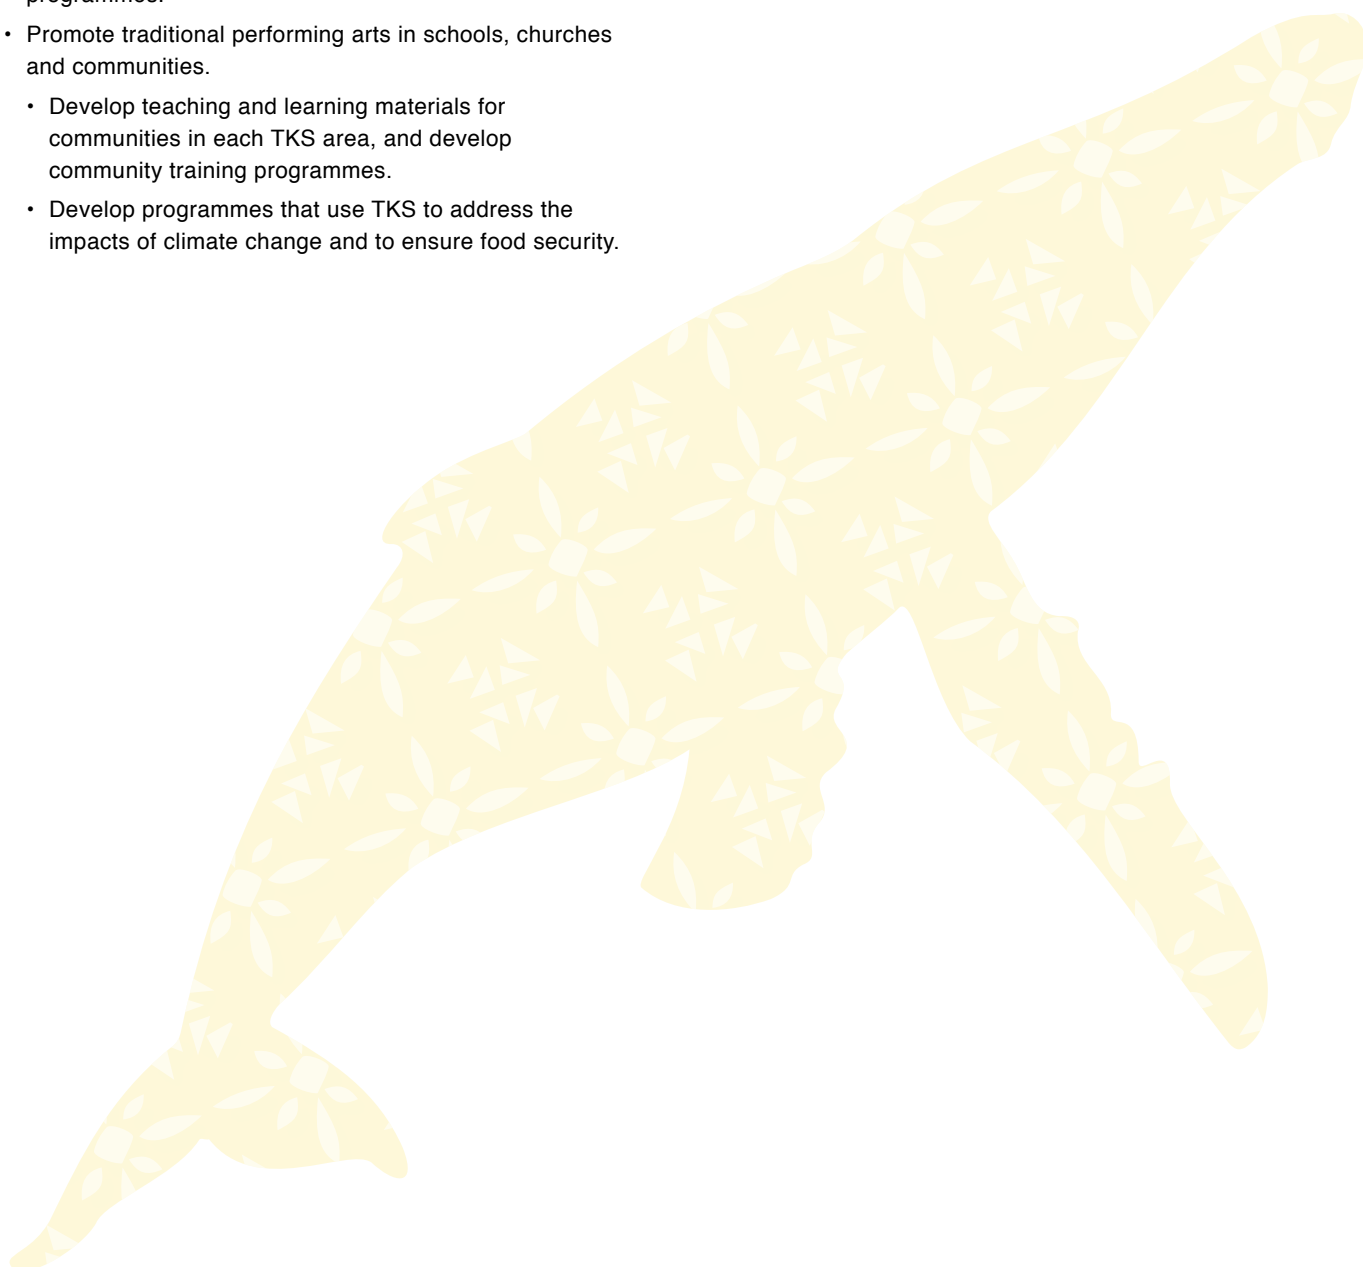 programmes.
• Promote traditional performing arts in schools, churches
and communities.
• Develop teaching and learning materials for
communities in each TKS area, and develop
community training programmes.
• Develop programmes that use TKS to address the
impacts of climate change and to ensure food security.